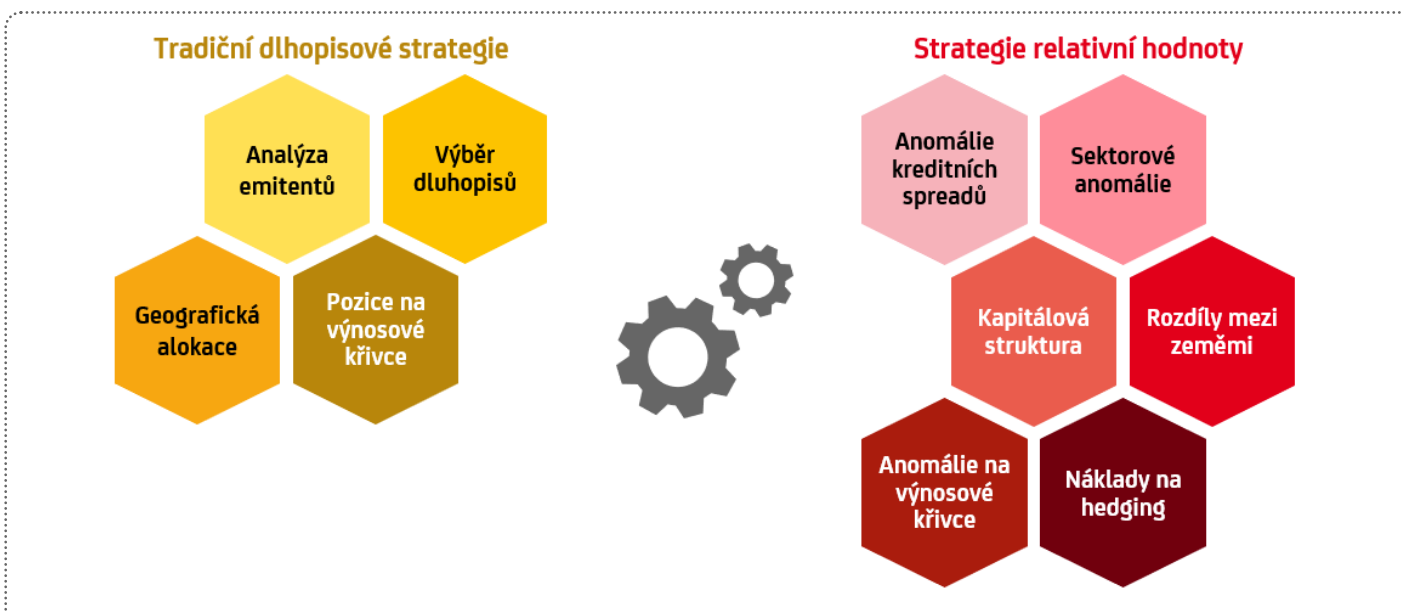 Tradiční dlhopisové strategie
Strategie relativní hodnoty
Analýza
emitentů
Výběr
dluhopisů
Geografická
alokace
Pozice na
výnosové
křivce
Anomálie
kreditních
spreadů
Sektorové
anomálie
Kapitálová
struktura
Rozdíly mezi
zeměmi
Anomálie na
výnosové
křivce
Náklady na
hedging